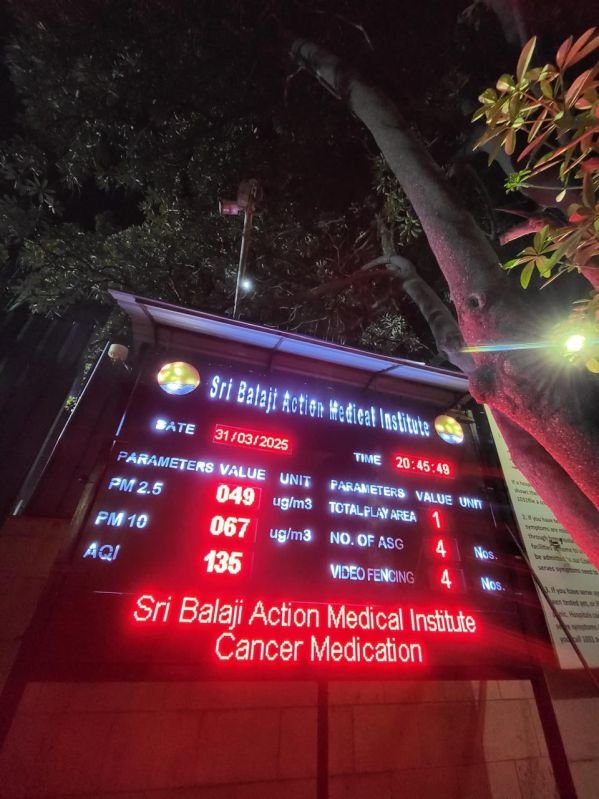 Sri Balaji Action Medical Institute
DATE 31/03/2025
TIME 20:45:49
PARAMETERS VALUE UNIT
PM 2.5 049 ug/m3
PM 10 067 ug/m3
AQI 135
PARAMETERS VALUE UNIT
TOTAL PLAY AREA 1
NO. OF ASG 4 Nos.
VIDEO FENCING 4 Nos.
Sri Balaji Action Medical Institute
Cancer Medication